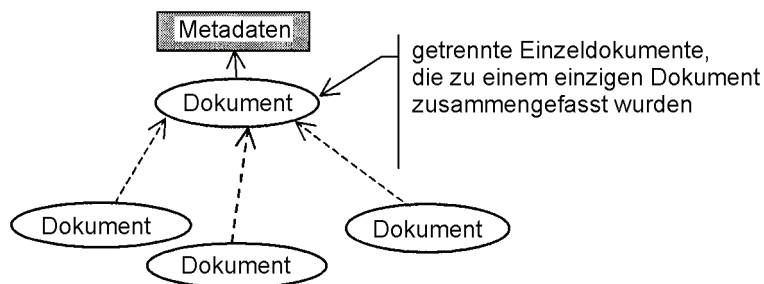 Metadaten
getrennte Einzeldokumente,
die zu einem einzigen Dokument
zusammengefasst wurden
Dokument
Dokument
Dokument
Dokument